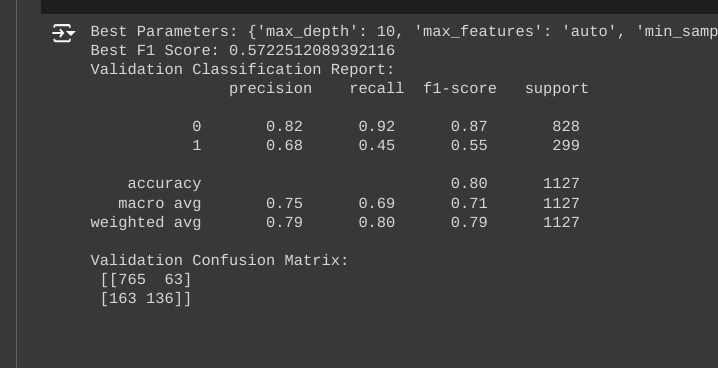 Best Parameters: {'max_depth': 10, 'max_features': 'auto', 'min_samp
Best F1 Score: 0.5722512089392116
Validation Classification Report:
precision recall f1-score support
0 0.82 0.92 0.87 828
1 0.68 0.45 0.55 299
accuracy 0.80 1127
macro avg 0.75 0.69 0.71 1127
weighted avg 0.79 0.80 0.79 1127
Validation Confusion Matrix:
[[765 63]
[163 136]]